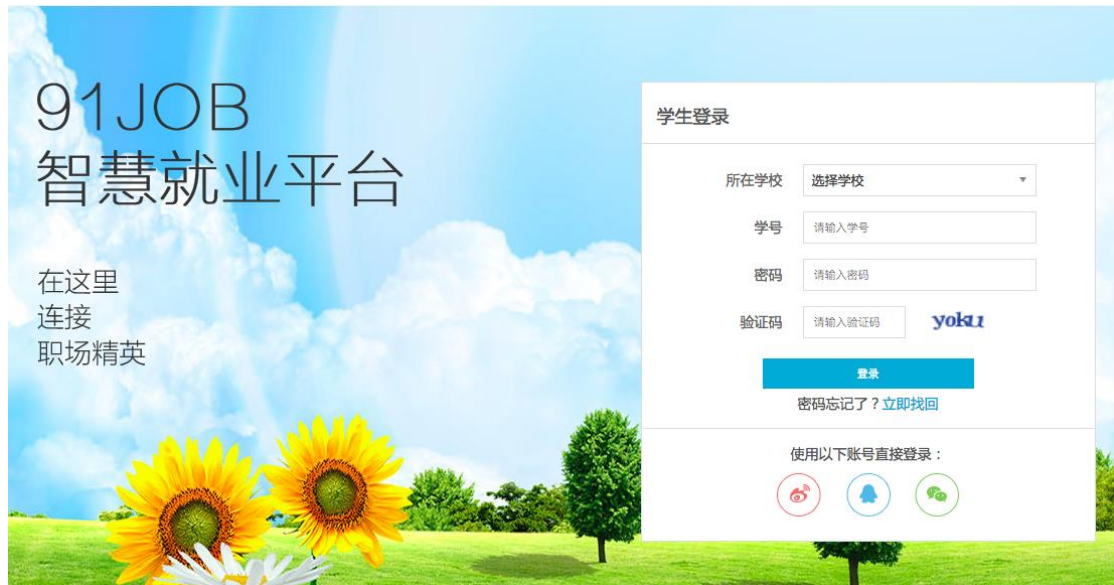 91JOB
智慧就业平台
在这里
连接
职场精英
学生登录
所在学校 选择学校
学号 请输入学号
密码 请输入密码
验证码 请输入验证码 yoku
登录
密码忘记了？立即找回
使用以下账号直接登录：